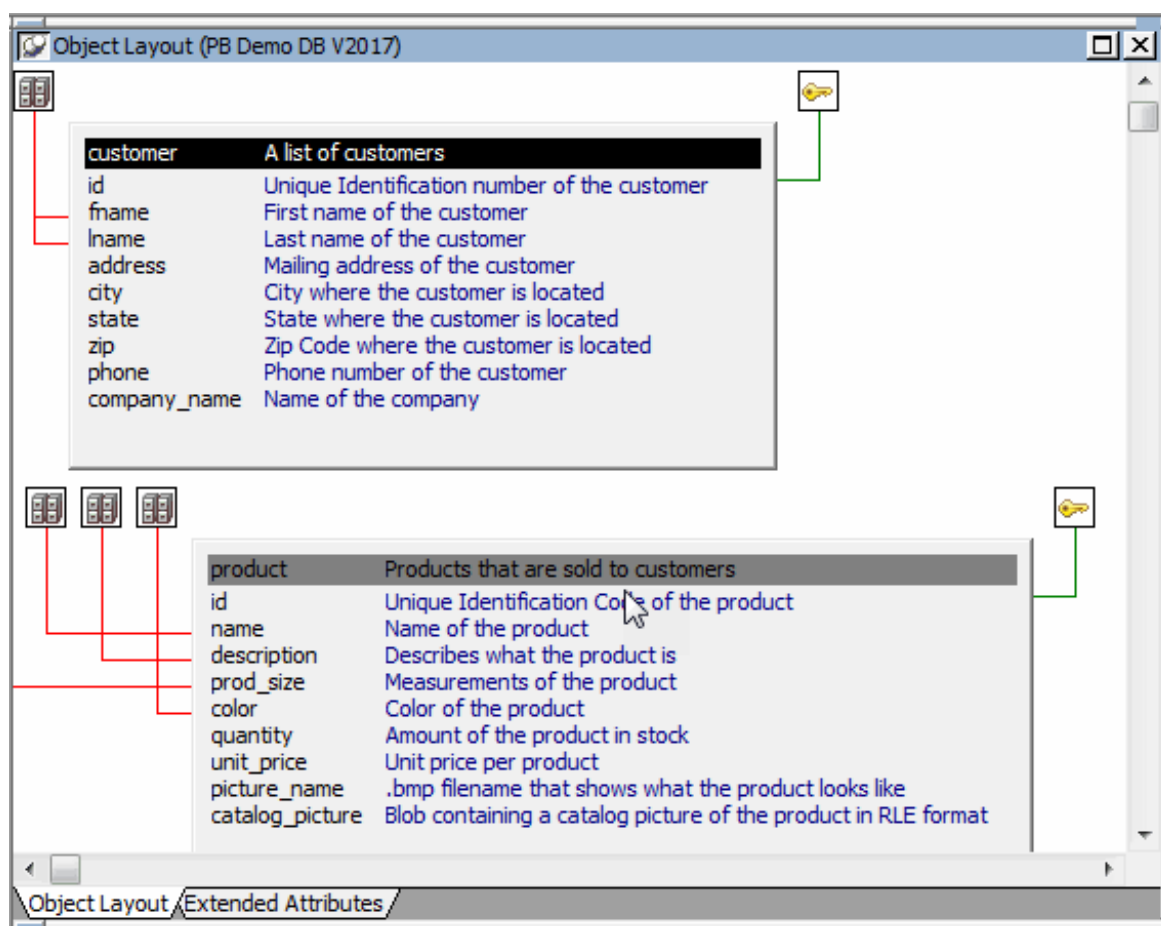 Object Layout (PB Demo DB V2017)
customer A list of customers
id Unique Identification number of the customer
fname First name of the customer
lname Last name of the customer
address Mailing address of the customer
city City where the customer is located
state State where the customer is located
zip Zip Code where the customer is located
phone Phone number of the customer
company_name Name of the company
product Products that are sold to customers
id Unique Identification Code of the product
name Name of the product
description Describes what the product is
prod_size Measurements of the product
color Color of the product
quantity Amount of the product in stock
unit_price Unit price per product
picture_name .bmp filename that shows what the product looks like
catalog_picture Blob containing a catalog picture of the product in RLE format
Object Layout Extended Attributes